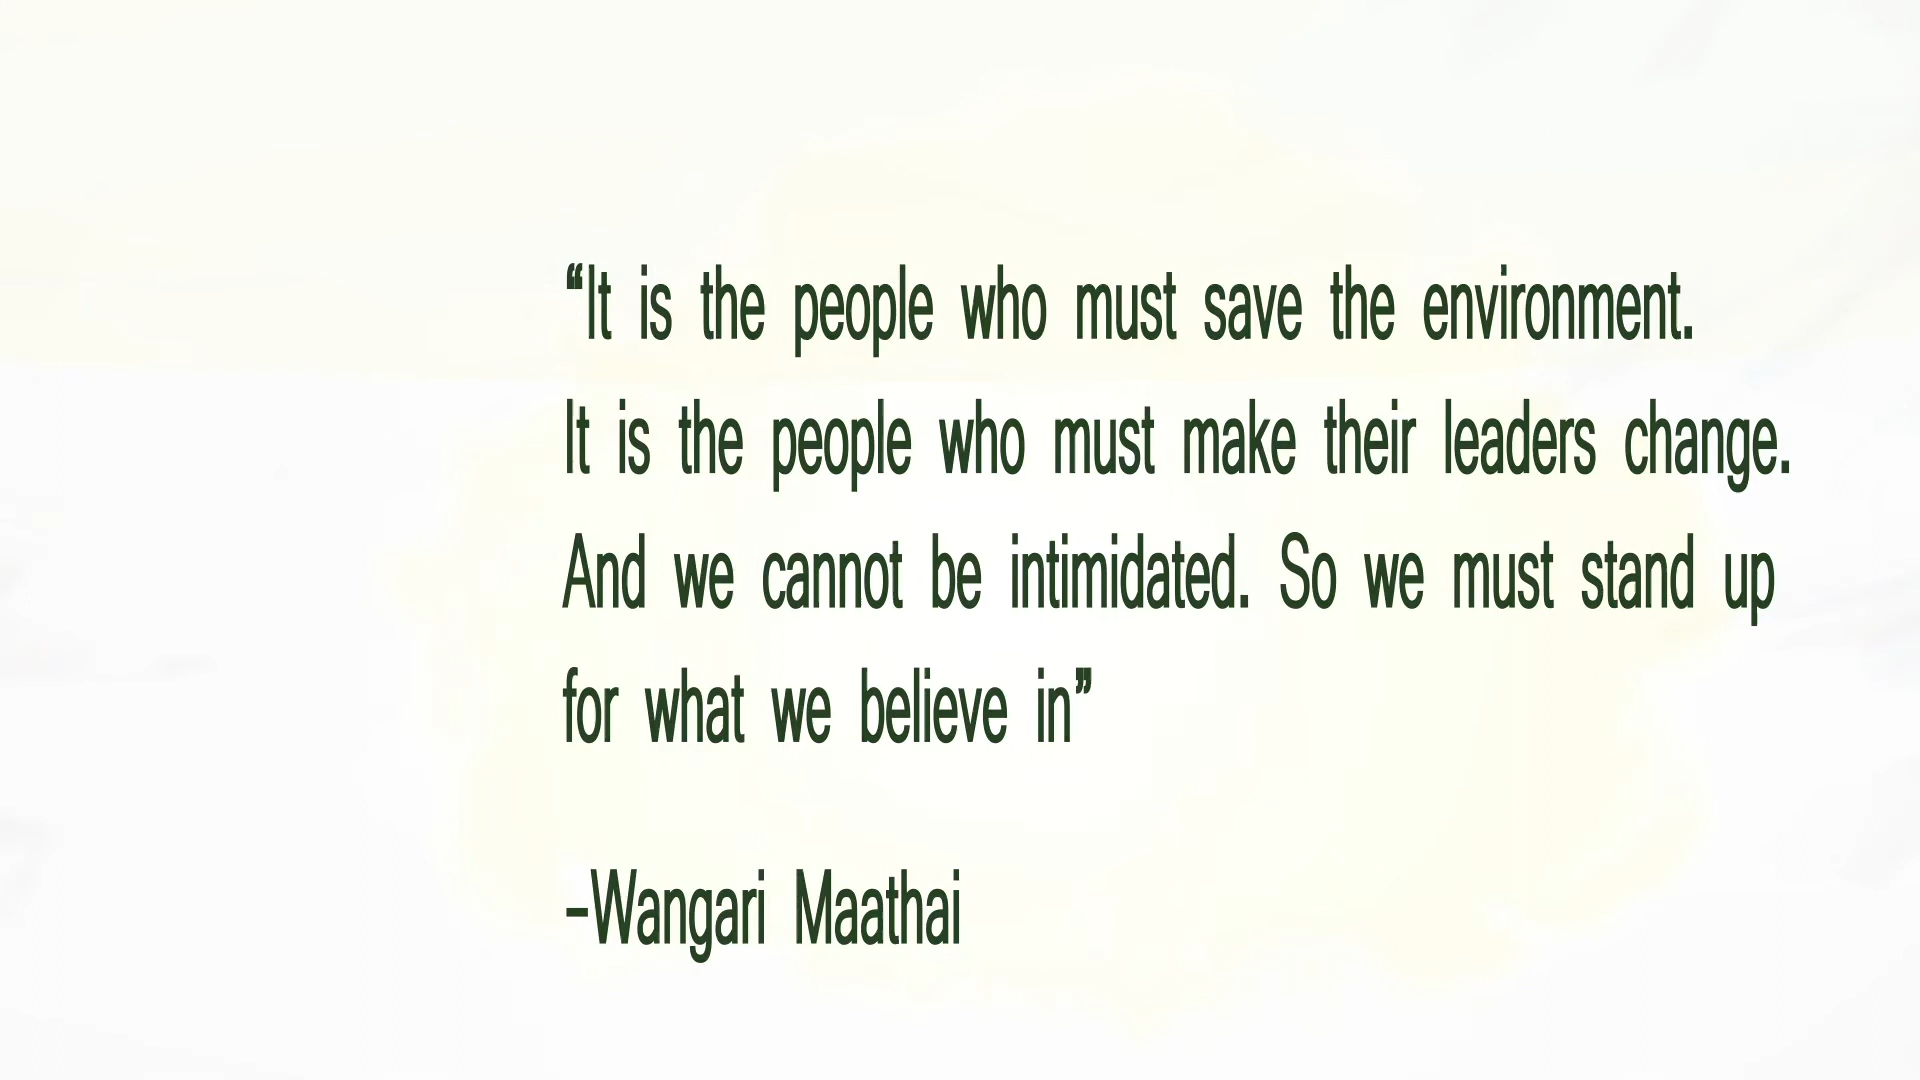 “It is the people who must save the environment.
It is the people who must make their leaders change.
And we cannot be intimidated. So we must stand up
for what we believe in”
–Wangari Maathai